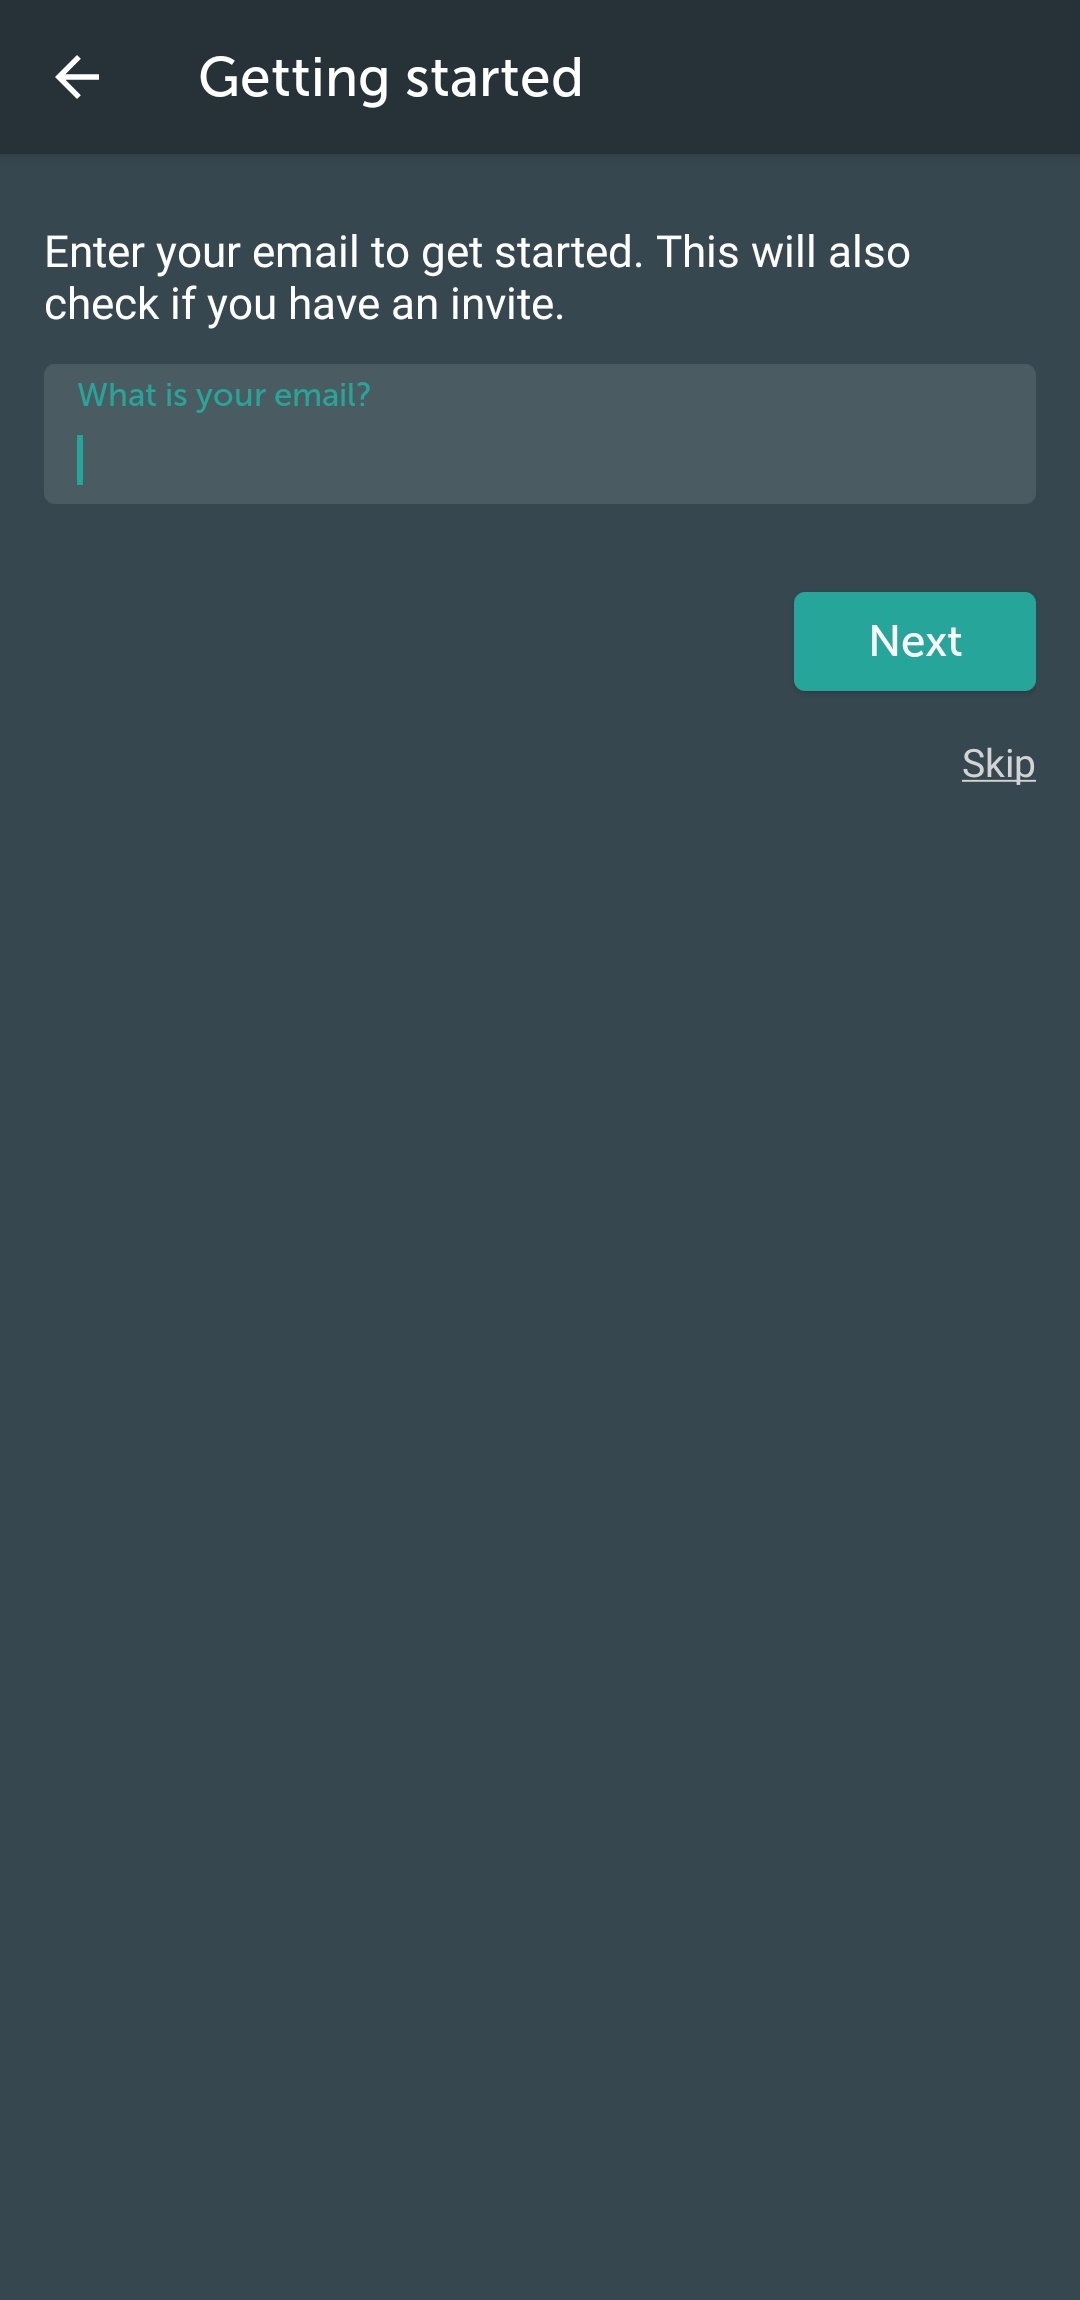 Getting started
Enter your email to get started. This will also
check if you have an invite.
What is your email?
Next
Skip